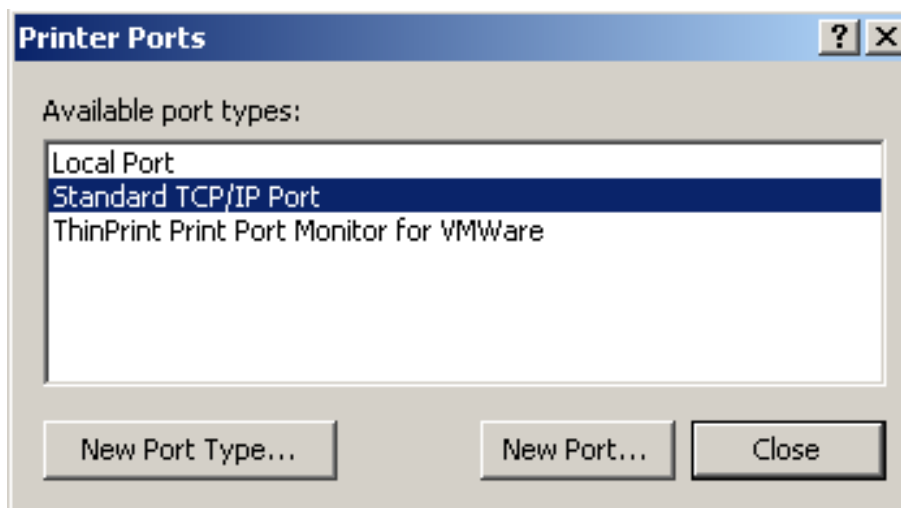 Printer Ports
Available port types:
Local Port
Standard TCP/IP Port
ThinPrint Print Port Monitor for VMWare
New Port Type... New Port... Close